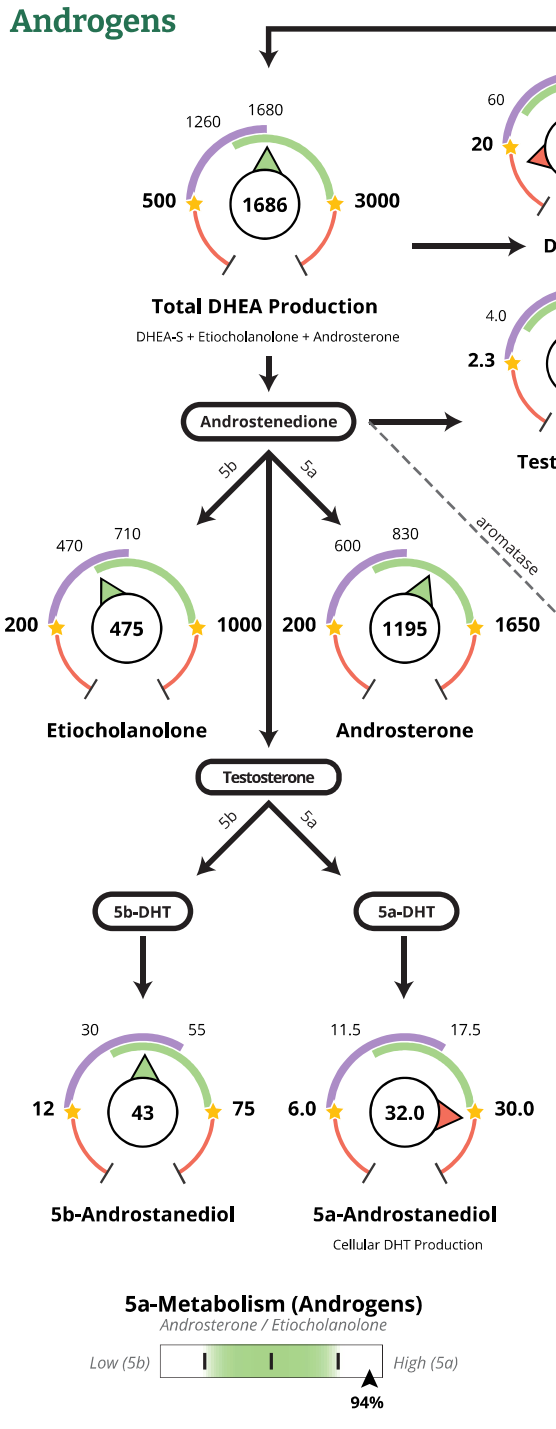 Androgens
1260
1680
60
500
1686
3000
20
Total DHEA Production
D
DHEA-S + Etiocholanolone + Androsterone
4.0
2.3
Androstenedione
Test
5b
5a
470
710
600
830
aromatase
200
475
1000
200
1195
1650
Etiocholanolone
Androsterone
Testosterone
5b
5a
5b-DHT
5a-DHT
30
55
11.5
17.5
12
43
75
6.0
32.0
30.0
5b-Androstanediol
5a-Androstanediol
Cellular DHT Production
5a-Metabolism (Androgens)
Androsterone / Etiocholanolone
Low (5b)
High (5a)
94%